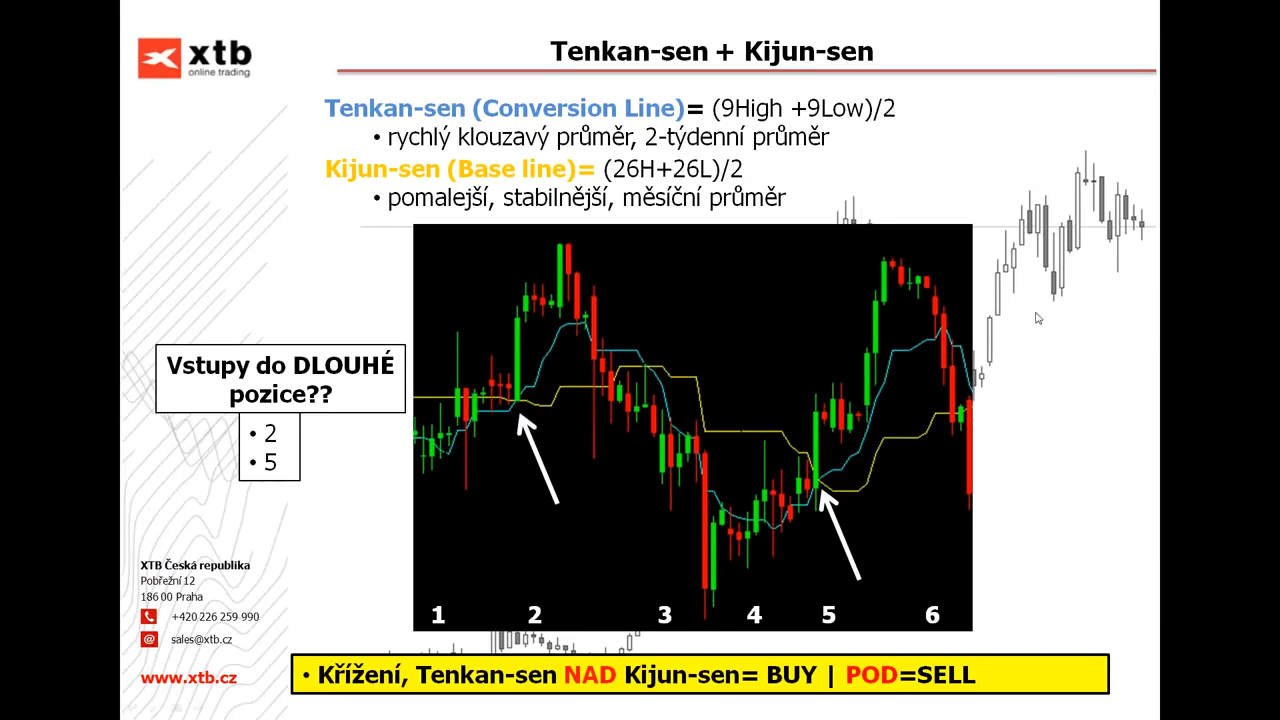 xtb
online trading
Tenkan-sen + Kijun-sen
Tenkan-sen (Conversion Line)= (9High +9Low)/2
• rychlý klouzavý průměr, 2-týdenní průměr
Kijun-sen (Base line)= (26H+26L)/2
• pomalejší, stabilnější, měsíční průměr
Vstupy do DLOUHÉ
pozice??
• 2
• 5
1 2 3 4 5 6
XTB Česká republika
Pobřežní 12
186 00 Praha
+420 226 259 990
@ sales@xtb.cz
www.xtb.cz
• Křížení, Tenkan-sen NAD Kijun-sen= BUY | POD=SELL